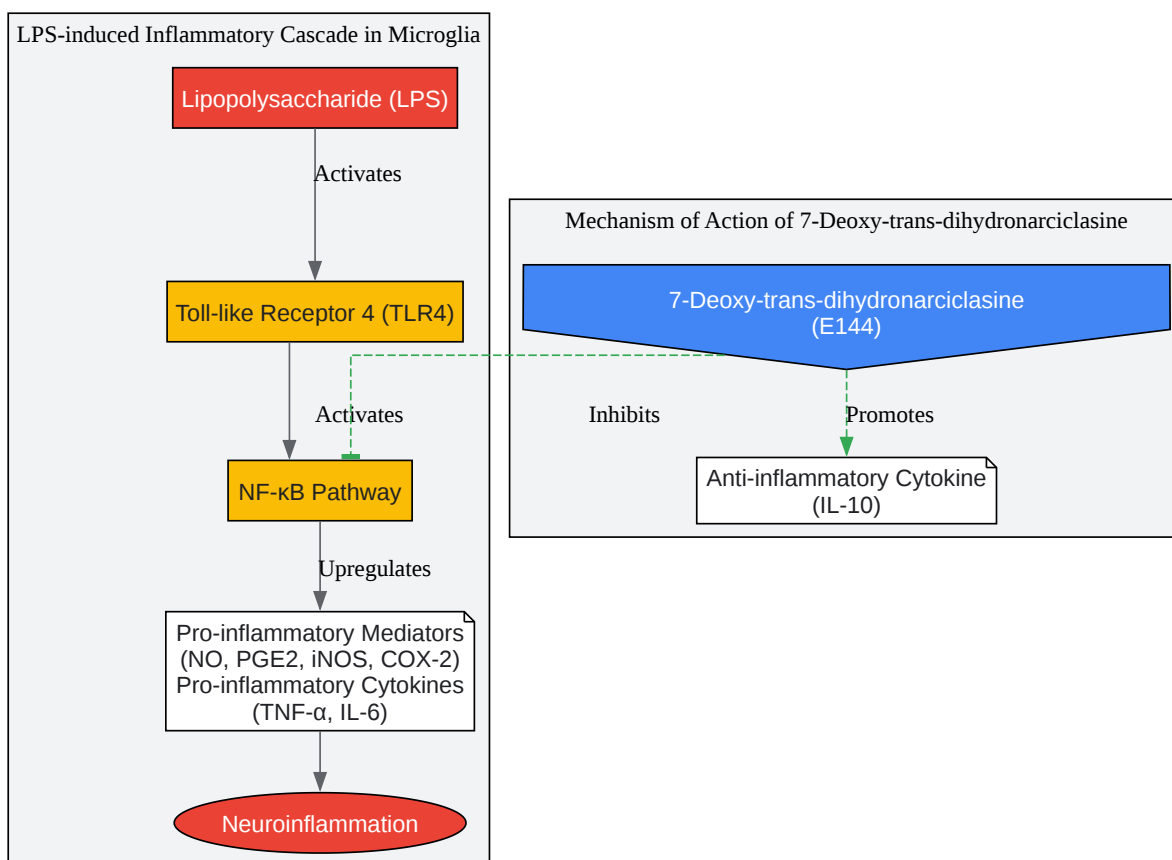 LPS-induced Inflammatory Cascade in Microglia
Lipopolysaccharide (LPS)
Activates
Toll-like Receptor 4 (TLR4)
Activates
NF-κB Pathway
Upregulates
Pro-inflammatory Mediators
(NO, PGE2, iNOS, COX-2)
Pro-inflammatory Cytokines
(TNF-α, IL-6)
Neuroinflammation
Mechanism of Action of 7-Deoxy-trans-dihydronarciclasine
7-Deoxy-trans-dihydronarciclasine
(E144)
Inhibits
Promotes
Anti-inflammatory Cytokine
(IL-10)